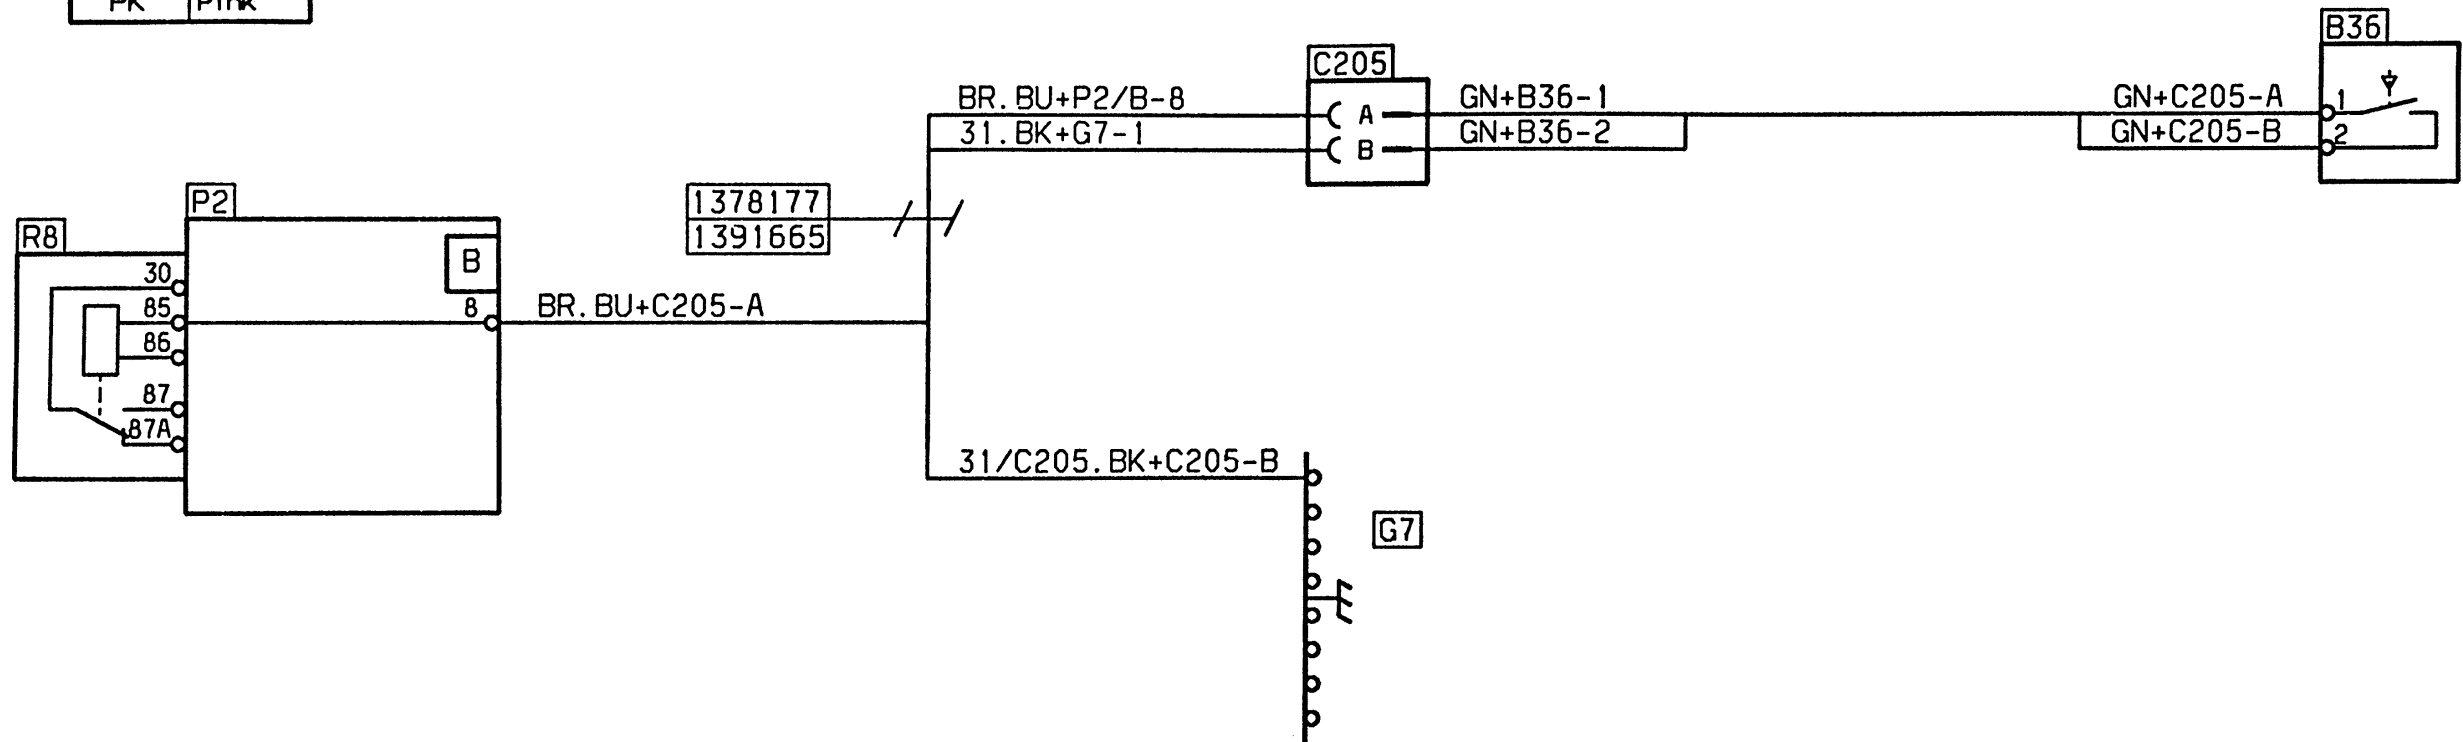 PK Pink
B36
C205
BR.BU+P2/B-8
A
GN+B36-1
GN+C205-A
1
31.BK+G7-1
B
GN+B36-2
GN+C205-B
2
P2
1378177
1391665
R8
B
30
85
8
BR.BU+C205-A
86
87
87A
31/C205.BK+C205-B
G7